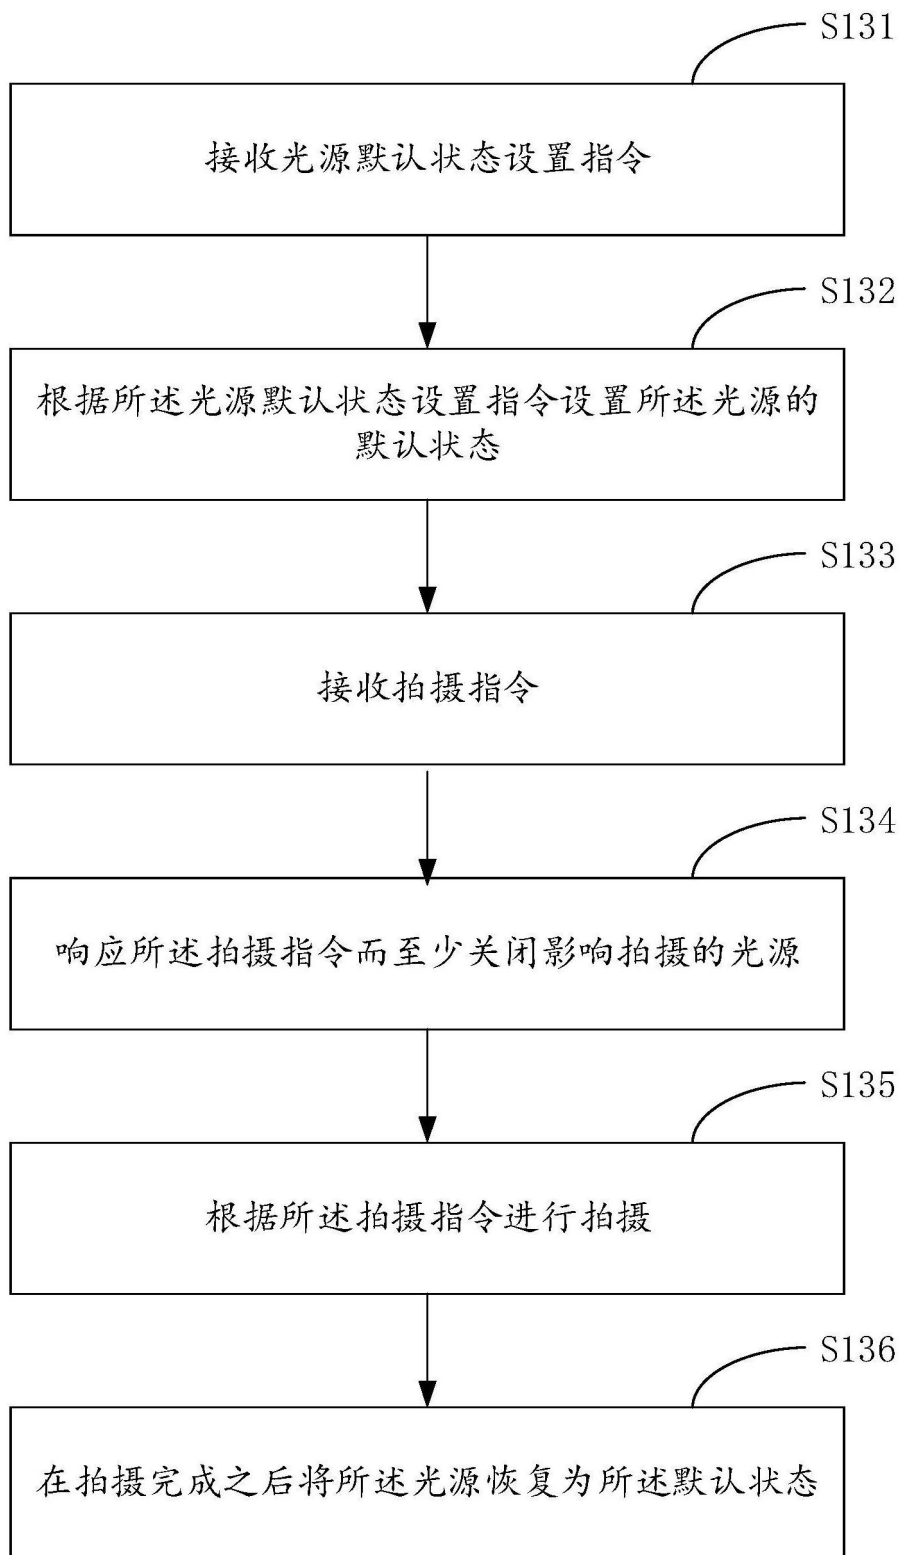 S131
接收光源默认状态设置指令
S132
根据所述光源默认状态设置指令设置所述光源的
默认状态
S133
接收拍摄指令
S134
响应所述拍摄指令而至少关闭影响拍摄的光源
S135
根据所述拍摄指令进行拍摄
S136
在拍摄完成之后将所述光源恢复为所述默认状态